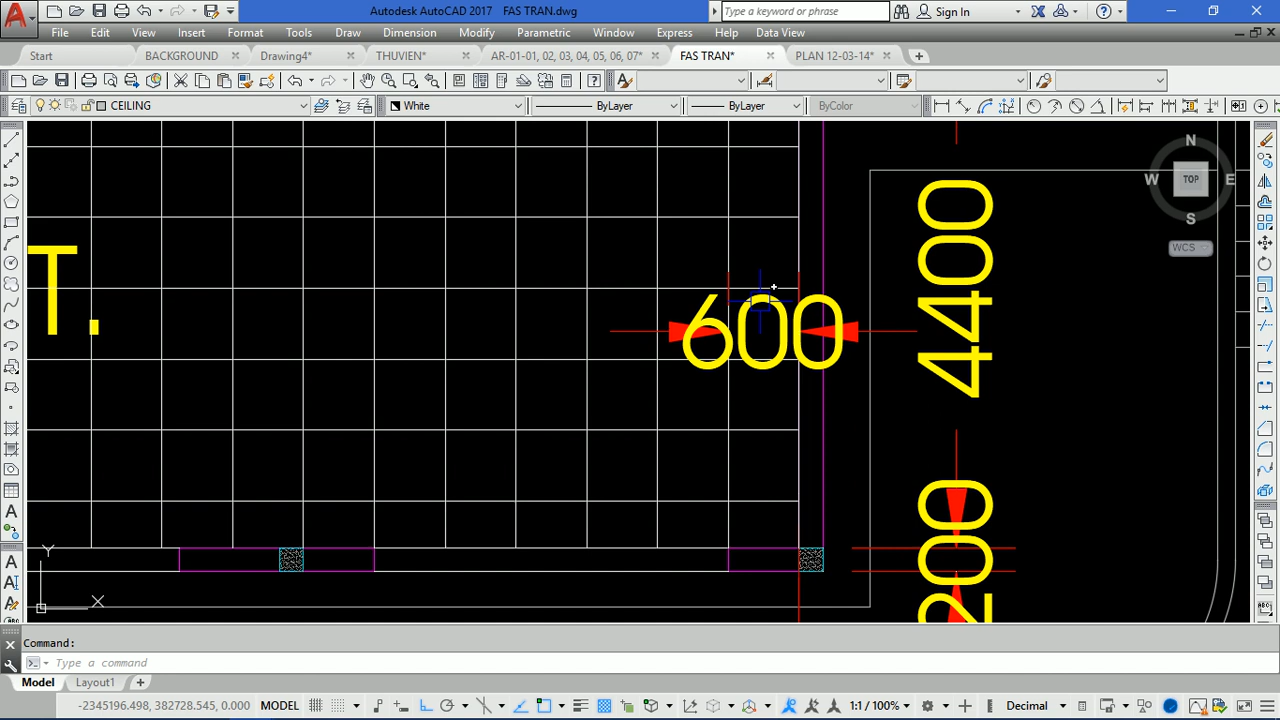 Autodesk AutoCAD 2017 FAS TRAN.dwg
Type a keyword or phrase
Sign In
File Edit View Insert Format Tools Draw Dimension Modify Parametric Window Express Help Data View
Start BACKGROUND Drawing4* THUVIEN* AR-01-01, 02, 03, 04, 05, 06, 07* FAS TRAN* PLAN 12-03-14*
CEILING White ByLayer ByLayer ByColor
N
W TOP E
S
WCS
T.
600
4400
200
Y
X
Command:
Type a command
Model Layout1
-2445196.498, 382728.545, 0.000 MODEL 1:1 / 100% Decimal